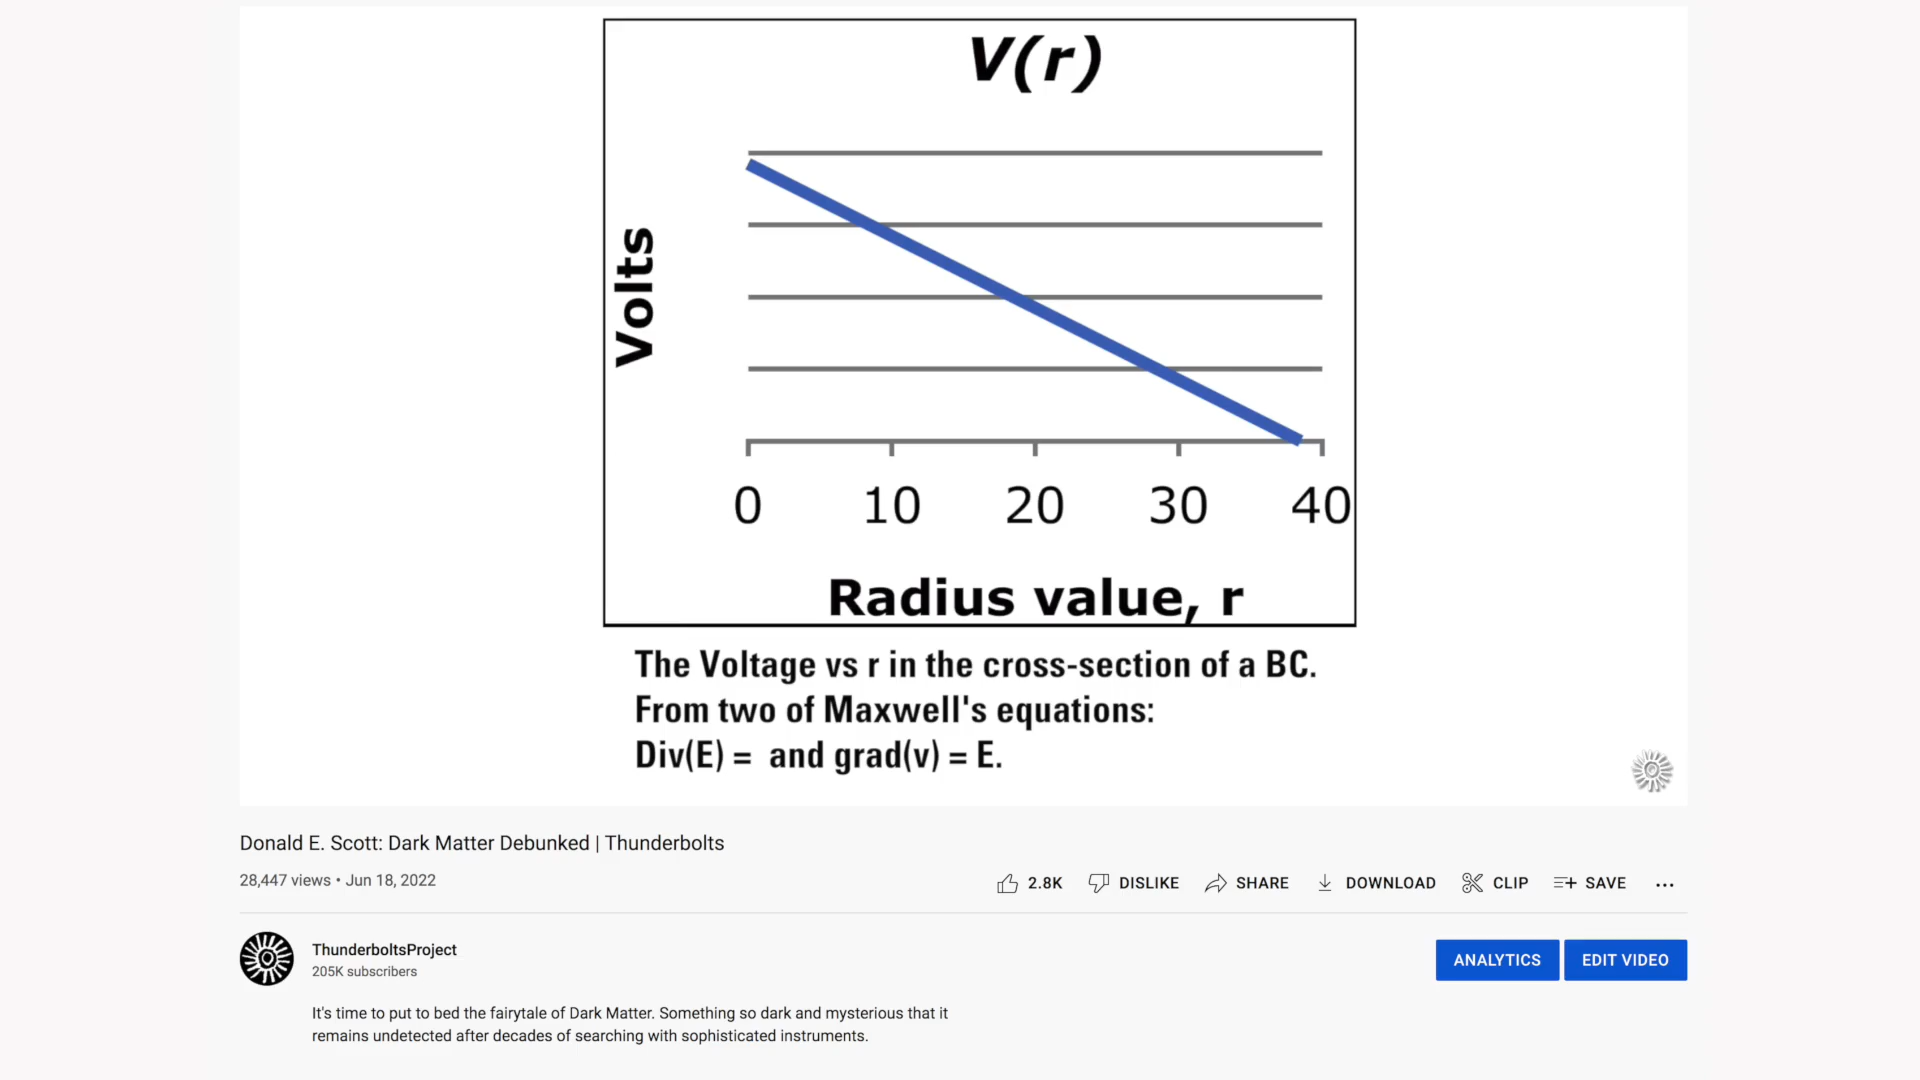 V(r)
Volts
0 10 20 30 40
Radius value, r
The Voltage vs r in the cross-section of a BC.
From two of Maxwell's equations:
Div(E) =  and grad(v) = E.
Donald E. Scott: Dark Matter Debunked | Thunderbolts
28,447 views • Jun 18, 2022
2.8K DISLIKE SHARE DOWNLOAD CLIP SAVE ...
ThunderboltsProject
205K subscribers
ANALYTICS EDIT VIDEO
It's time to put to bed the fairytale of Dark Matter. Something so dark and mysterious that it
remains undetected after decades of searching with sophisticated instruments.